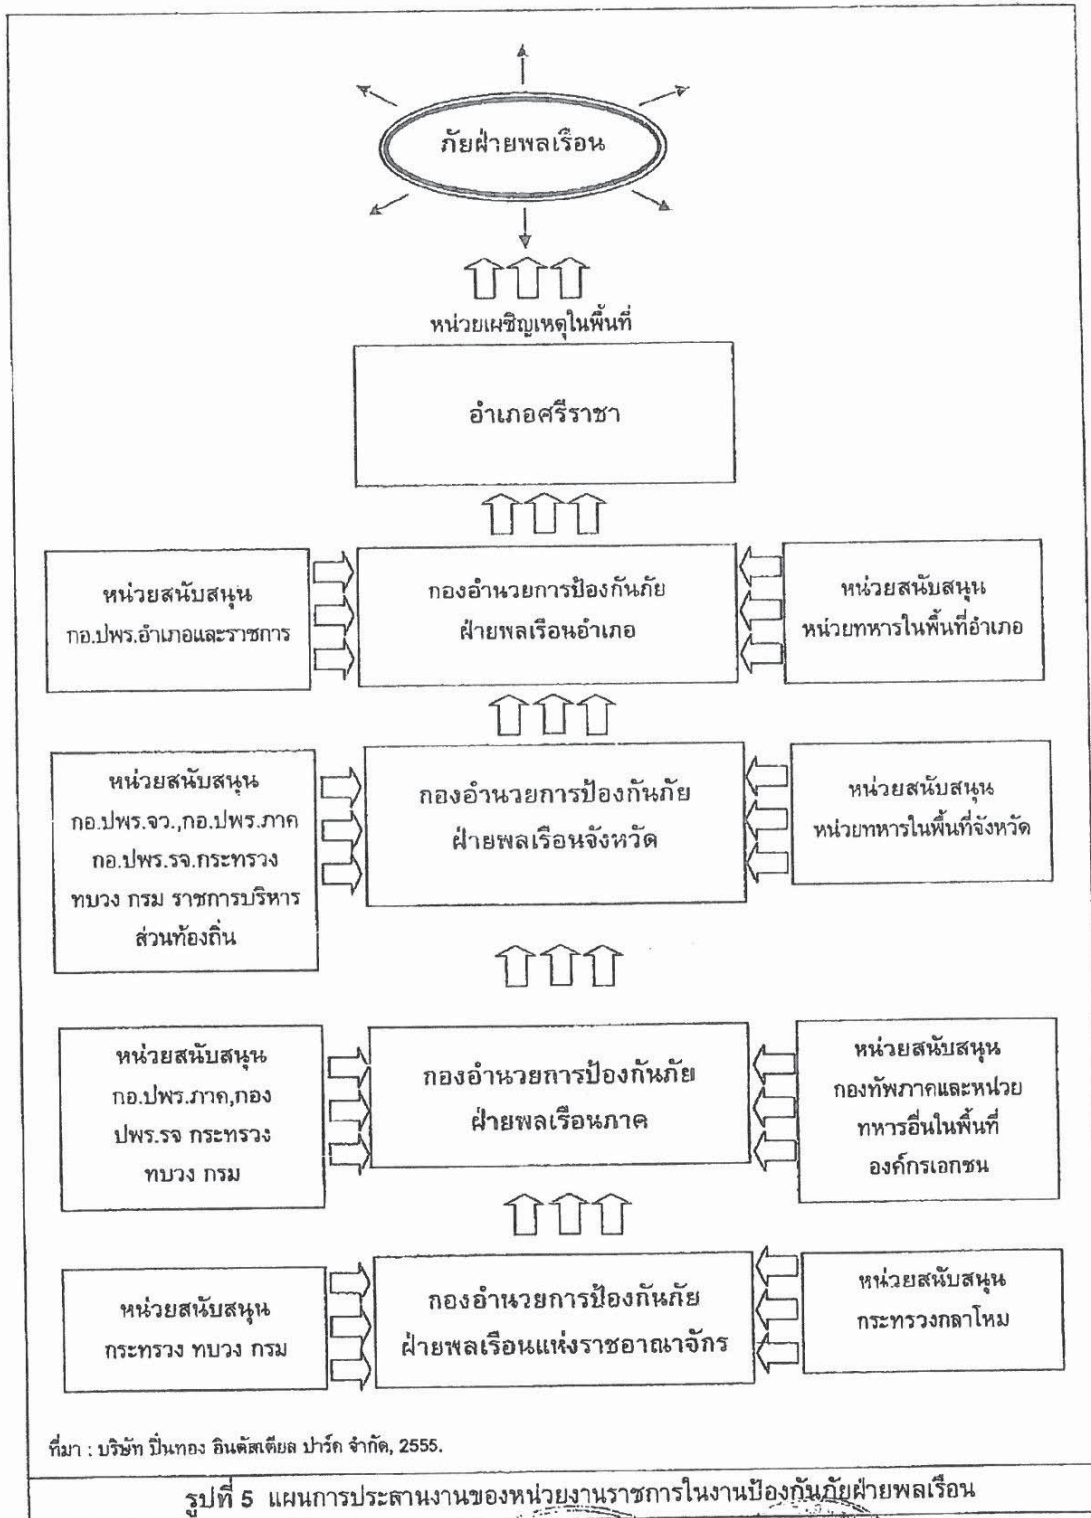 ภัยฝ่ายพลเรือน
หน่วยเผชิญเหตุในพื้นที่
อำเภอศรีราชา
หน่วยสนับสนุน
กอ.ปพร.อำเภอและราชการ
กองอำนวยการป้องกันภัย
ฝ่ายพลเรือนอำเภอ
หน่วยสนับสนุน
หน่วยทหารในพื้นที่อำเภอ
หน่วยสนับสนุน
กอ.ปพร.จว.,กอ.ปพร.ภาค
กอ.ปพร.รจ.กระทรวง
ทบวง กรม ราชการบริหาร
ส่วนท้องถิ่น
กองอำนวยการป้องกันภัย
ฝ่ายพลเรือนจังหวัด
หน่วยสนับสนุน
หน่วยทหารในพื้นที่จังหวัด
หน่วยสนับสนุน
กอ.ปพร.ภาค,กอง
ปพร.รจ กระทรวง
ทบวง กรม
กองอำนวยการป้องกันภัย
ฝ่ายพลเรือนภาค
หน่วยสนับสนุน
กองทัพภาคและหน่วย
ทหารอื่นในพื้นที่
องค์กรเอกชน
หน่วยสนับสนุน
กระทรวง ทบวง กรม
กองอำนวยการป้องกันภัย
ฝ่ายพลเรือนแห่งราชอาณาจักร
หน่วยสนับสนุน
กระทรวงกลาโหม
ที่มา : บริษัท ปิ่นทอง อินดัสเตียล ปาร์ค จำกัด, 2555.
รูปที่ 5 แผนการประสานงานของหน่วยงานราชการในงานป้องกันภัยฝ่ายพลเรือน